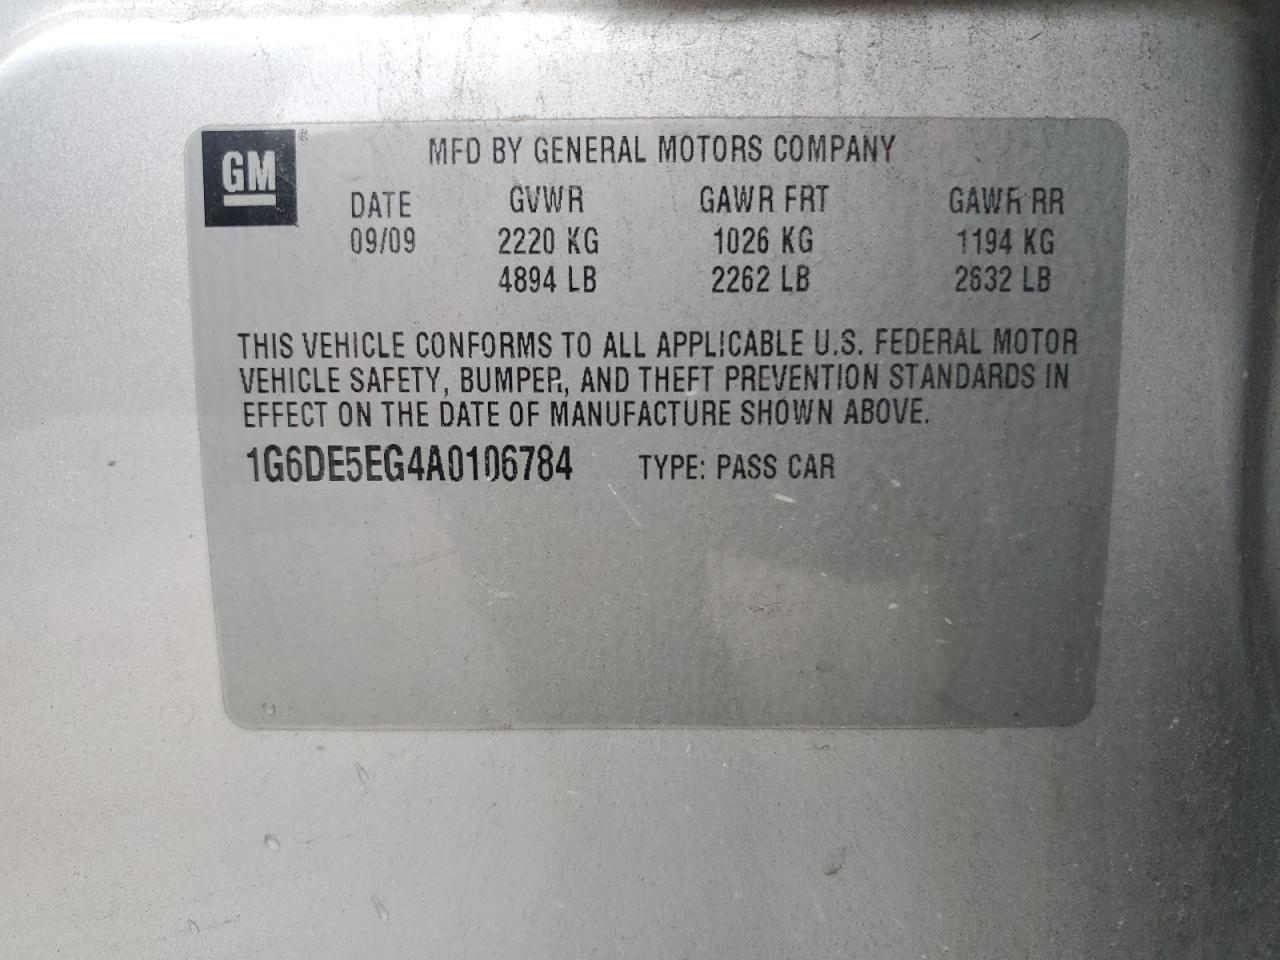 GM ®
MFD BY GENERAL MOTORS COMPANY
DATE GVWR GAWR FRT GAWR RR
09/09 2220 KG 1026 KG 1194 KG
4894 LB 2262 LB 2632 LB
THIS VEHICLE CONFORMS TO ALL APPLICABLE U.S. FEDERAL MOTOR
VEHICLE SAFETY, BUMPER, AND THEFT PREVENTION STANDARDS IN
EFFECT ON THE DATE OF MANUFACTURE SHOWN ABOVE.
1G6DE5EG4A0106784 TYPE: PASS CAR